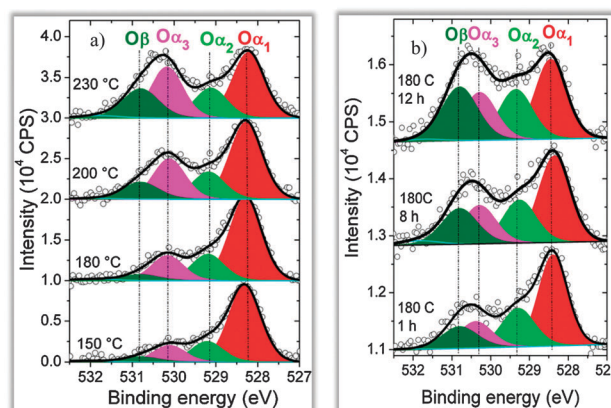 a) Oβ Oα3 Oα2 Oα1
4.0
3.5
230 °C
3.0
2.5
200 °C
2.0
1.5
180 °C
1.0
0.5
150 °C
0.0
532 531 530 529 528 527
Binding energy (eV)
Intensity (10^4 CPS)
b) Oβ Oα3 Oα2 Oα1
1.6
180 C
12 h
1.5
1.4
180C
8 h
1.3
1.2
180 C
1 h
1.1
532 531 530 529 528 52
Binding energy (eV)
Intensity (10^4 CPS)